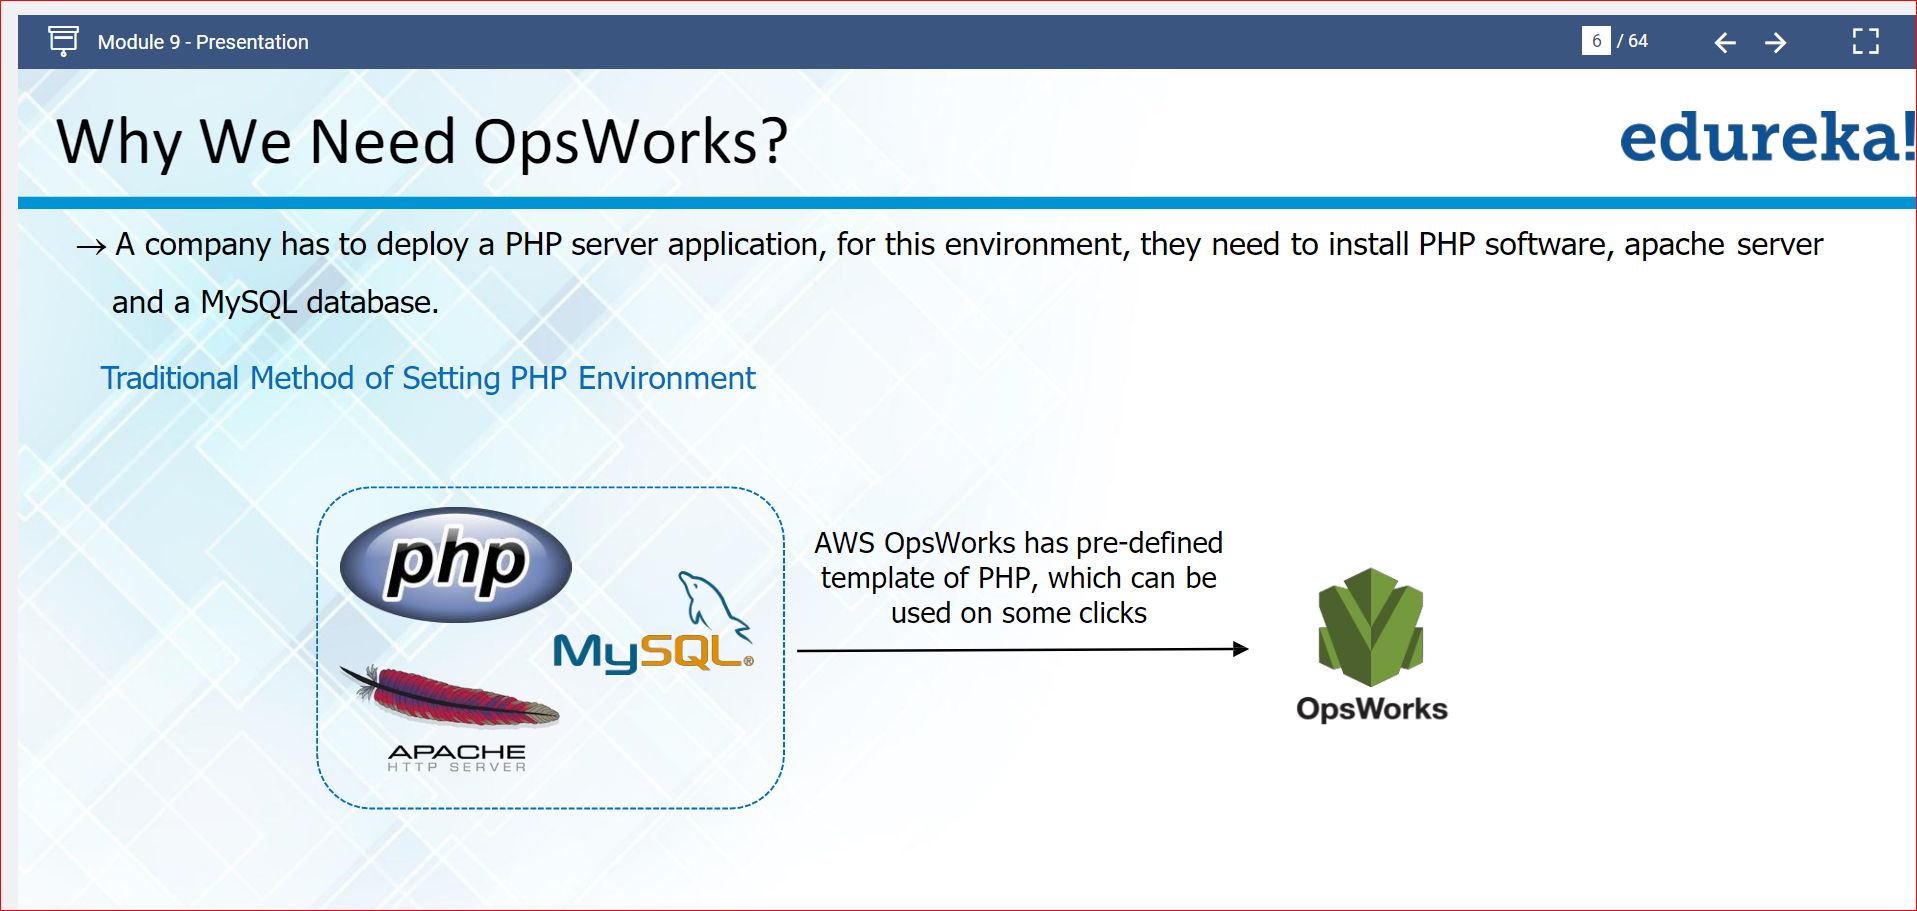 Module 9 - Presentation
6 / 64
Why We Need OpsWorks?
edureka!
→ A company has to deploy a PHP server application, for this environment, they need to install PHP software, apache server
and a MySQL database.
Traditional Method of Setting PHP Environment
php
MySQL®
APACHE
HTTP SERVER
AWS OpsWorks has pre-defined
template of PHP, which can be
used on some clicks
OpsWorks